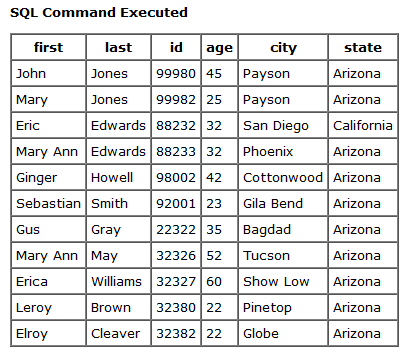 SQL Command Executed
first last id age city state
John Jones 99980 45 Payson Arizona
Mary Jones 99982 25 Payson Arizona
Eric Edwards 88232 32 San Diego California
Mary Ann Edwards 88233 32 Phoenix Arizona
Ginger Howell 98002 42 Cottonwood Arizona
Sebastian Smith 92001 23 Gila Bend Arizona
Gus Gray 22322 35 Bagdad Arizona
Mary Ann May 32326 52 Tucson Arizona
Erica Williams 32327 60 Show Low Arizona
Leroy Brown 32380 22 Pinetop Arizona
Elroy Cleaver 32382 22 Globe Arizona